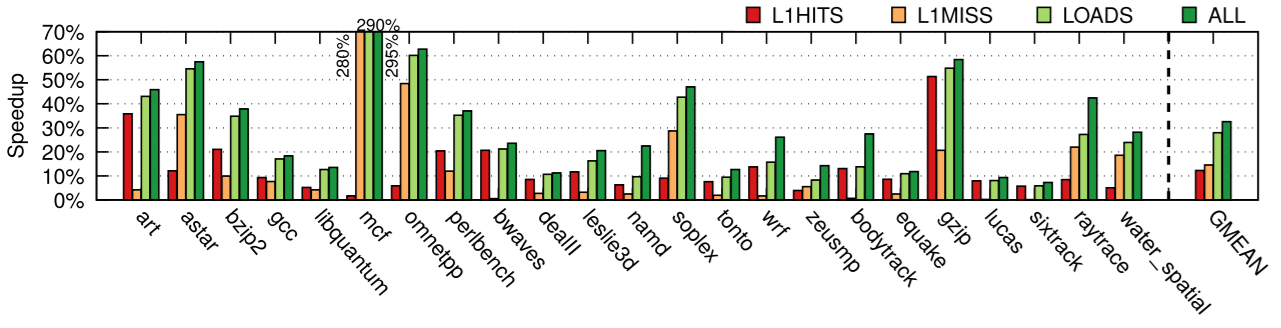 L1HITS L1MISS LOADS ALL
Speedup
70%
60%
50%
40%
30%
20%
10%
0%
280%
290%
295%
art
astar
bzip2
gcc
libquantum
mcf
omnetpp
perlbench
bwaves
dealII
leslie3d
namd
soplex
tonto
wrf
zeusmp
bodytrack
equake
gzip
lucas
sixtrack
raytrace
water_spatial
GMEAN